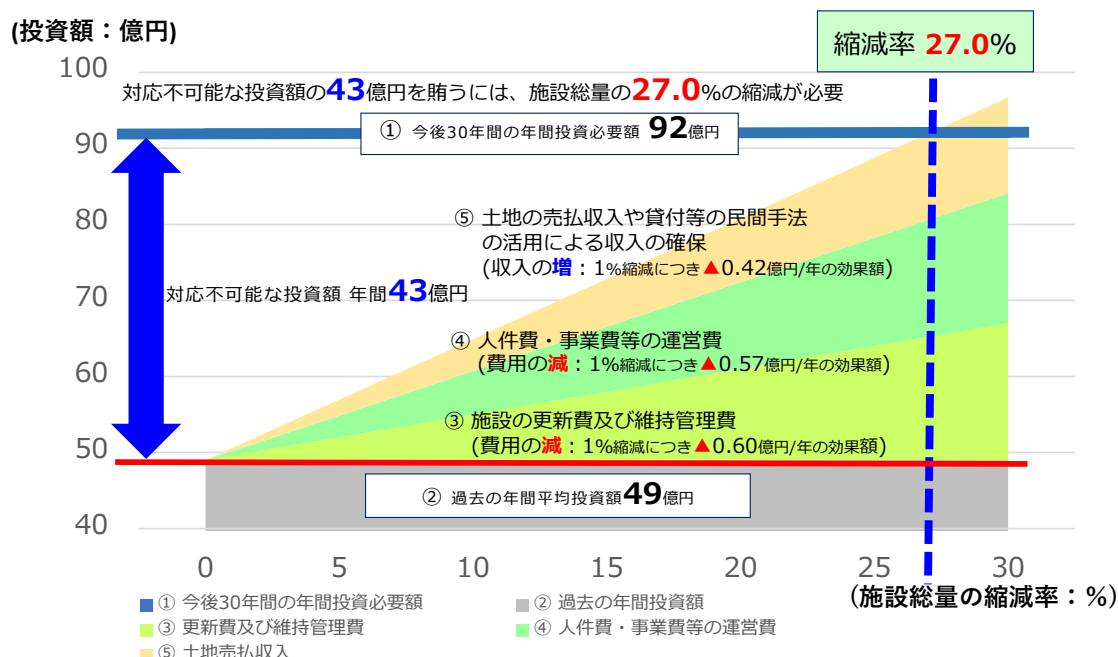 (投資額：億円)
縮減率 27.0%
100
対応不可能な投資額の43億円を賄うには、施設総量の27.0%の縮減が必要
① 今後30年間の年間投資必要額 92億円
90
80
⑤ 土地の売払収入や貸付等の民間手法
の活用による収入の確保
(収入の増：1%縮減につき▲0.42億円/年の効果額)
70
対応不可能な投資額 年間43億円
④ 人件費・事業費等の運営費
(費用の減：1%縮減につき▲0.57億円/年の効果額)
60
③ 施設の更新費及び維持管理費
(費用の減：1%縮減につき▲0.60億円/年の効果額)
50
② 過去の年間平均投資額49億円
40
0 5 10 15 20 25 30
(施設総量の縮減率：%)
① 今後30年間の年間投資必要額
② 過去の年間投資額
③ 更新費及び維持管理費
④ 人件費・事業費等の運営費
⑤ 土地売払収入